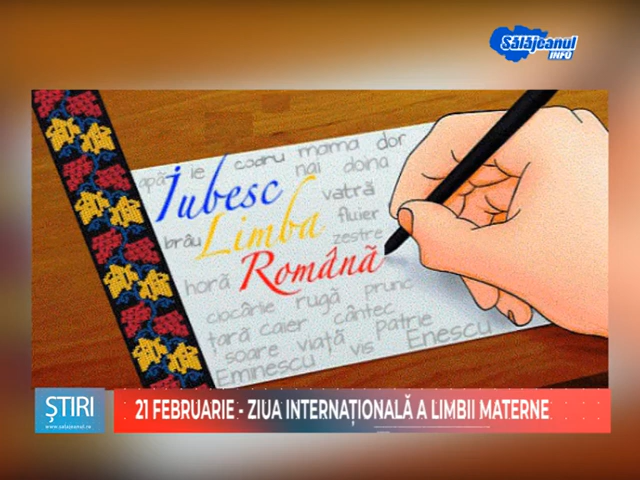 Sălăjeanul
INFO
apă ie codru mama dor
nai doina
Iubesc vatră
brâu Limba fluier
zestre
horă Română
ciocârlie rugă prunc
țară caier cântec
soare viață patrie
Eminescu vis Enescu
ŞTIRI
www.salajeanul.ro
21 FEBRUARIE - ZIUA INTERNAȚIONALĂ A LIMBII MATERNE